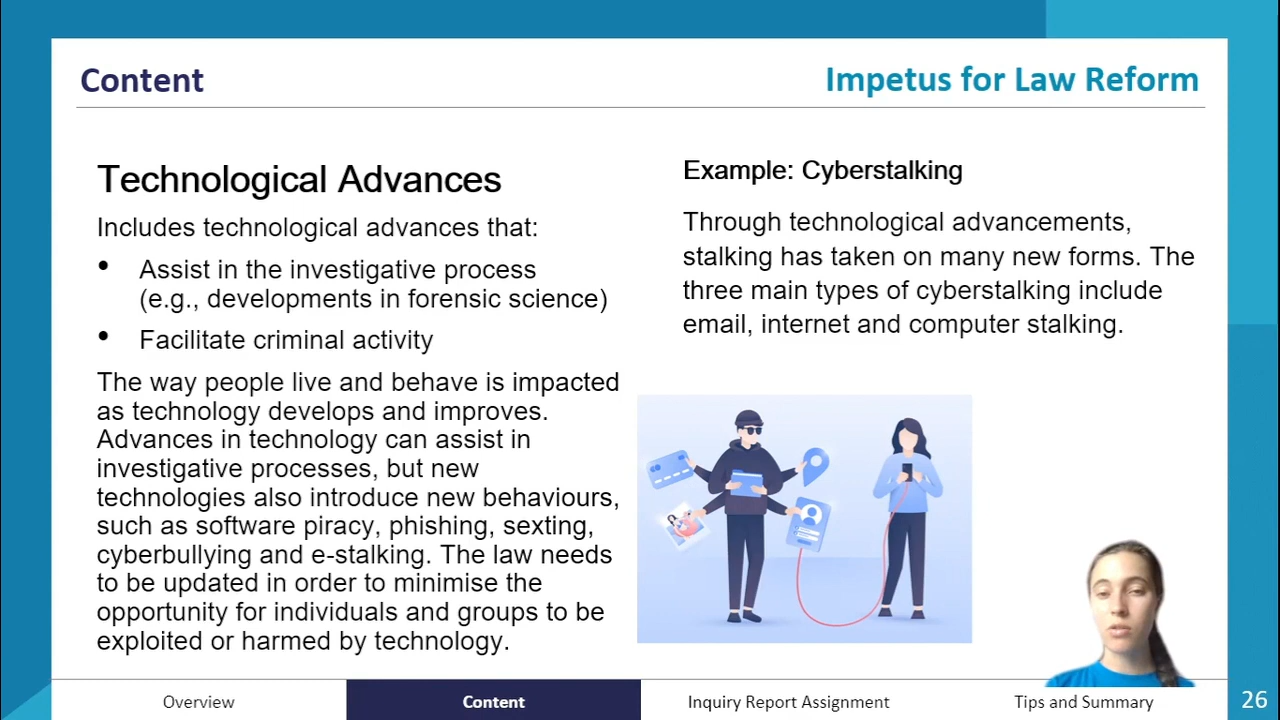 Content
Impetus for Law Reform
Technological Advances
Includes technological advances that:
• Assist in the investigative process
(e.g., developments in forensic science)
• Facilitate criminal activity
The way people live and behave is impacted
as technology develops and improves.
Advances in technology can assist in
investigative processes, but new
technologies also introduce new behaviours,
such as software piracy, phishing, sexting,
cyberbullying and e-stalking. The law needs
to be updated in order to minimise the
opportunity for individuals and groups to be
exploited or harmed by technology.
Example: Cyberstalking
Through technological advancements,
stalking has taken on many new forms. The
three main types of cyberstalking include
email, internet and computer stalking.
Overview
Content
Inquiry Report Assignment
Tips and Summary
26